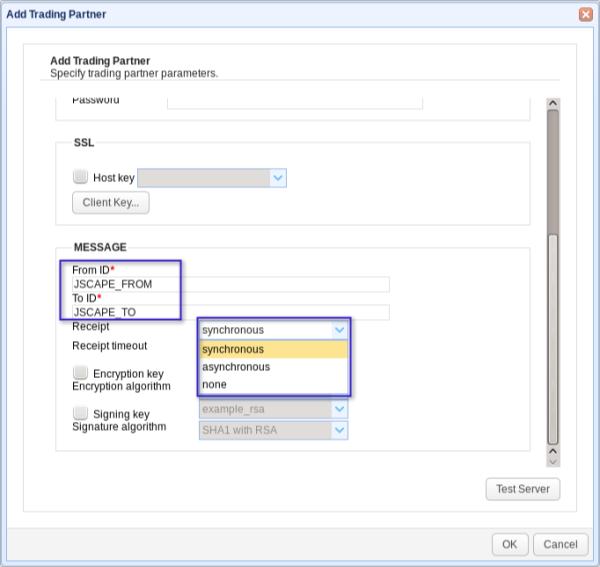 Add Trading Partner
Add Trading Partner
Specify trading partner parameters.
Password
SSL
Host key
Client Key...
MESSAGE
From ID*
JSCAPE_FROM
To ID*
JSCAPE_TO
Receipt synchronous
Receipt timeout synchronous
asynchronous
Encryption key none
Encryption algorithm
Signing key example_rsa
Signature algorithm SHA1 with RSA
Test Server
OK Cancel